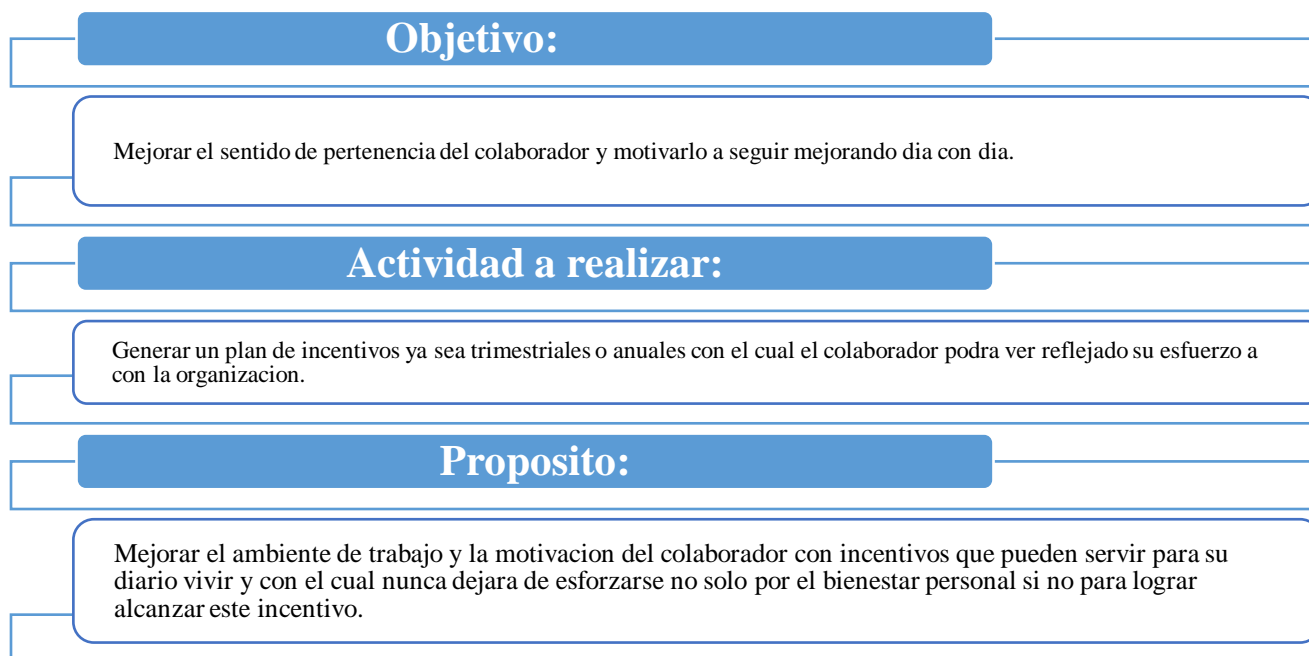 Objetivo:
Mejorar el sentido de pertenencia del colaborador y motivarlo a seguir mejorando dia con dia.
Actividad a realizar:
Generar un plan de incentivos ya sea trimestriales o anuales con el cual el colaborador podra ver reflejado su esfuerzo a
con la organizacion.
Proposito:
Mejorar el ambiente de trabajo y la motivacion del colaborador con incentivos que pueden servir para su
diario vivir y con el cual nunca dejara de esforzarse no solo por el bienestar personal si no para lograr
alcanzar este incentivo.